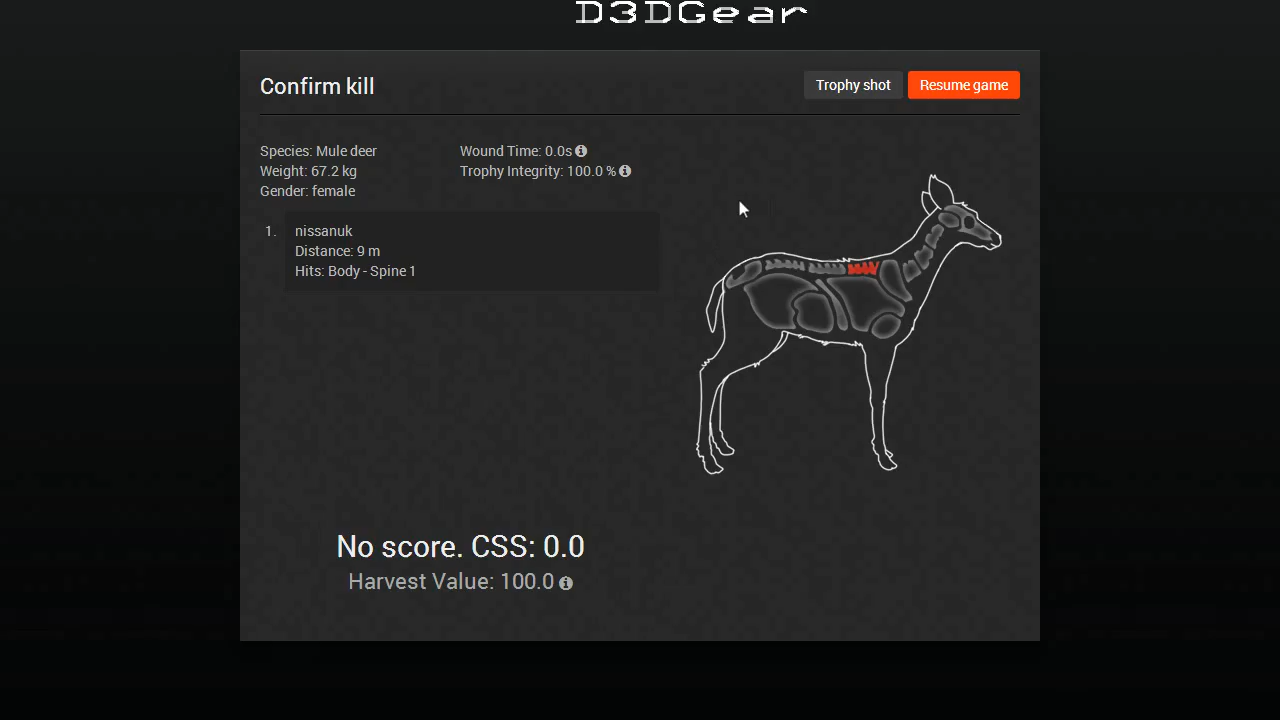 D3DGear
Confirm kill
Trophy shot
Resume game
Species: Mule deer
Weight: 67.2 kg
Gender: female
Wound Time: 0.0s
Trophy Integrity: 100.0 %
1.
nissanuk
Distance: 9 m
Hits: Body - Spine 1
No score. CSS: 0.0
Harvest Value: 100.0